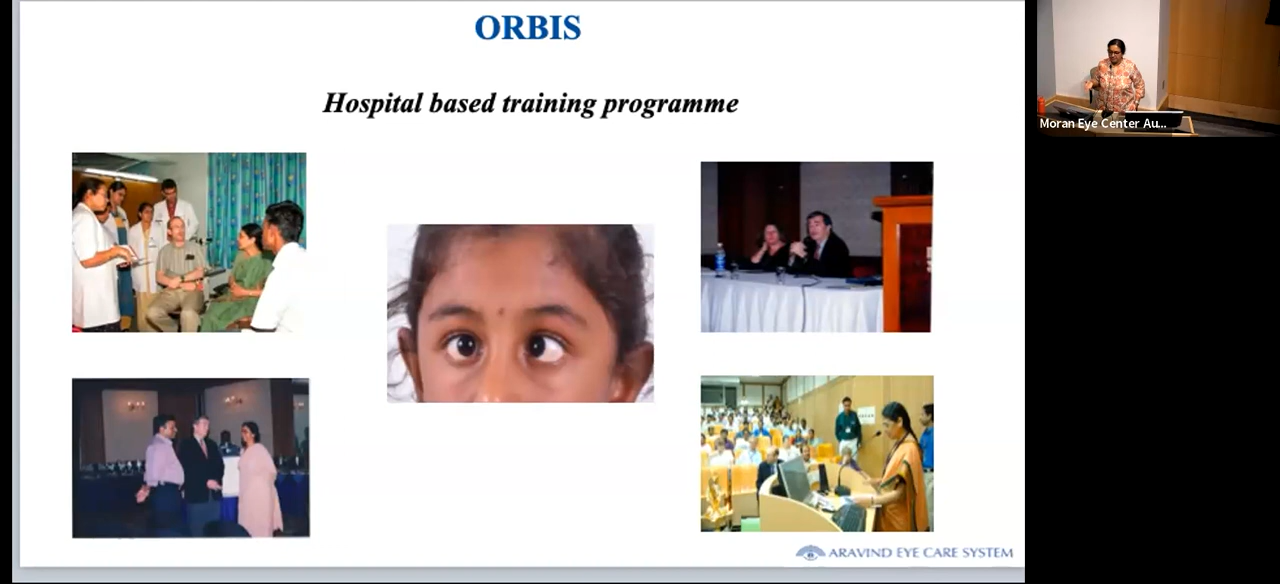 ORBIS
Hospital based training programme
Moran Eye Center Au...
ARAVIND EYE CARE SYSTEM